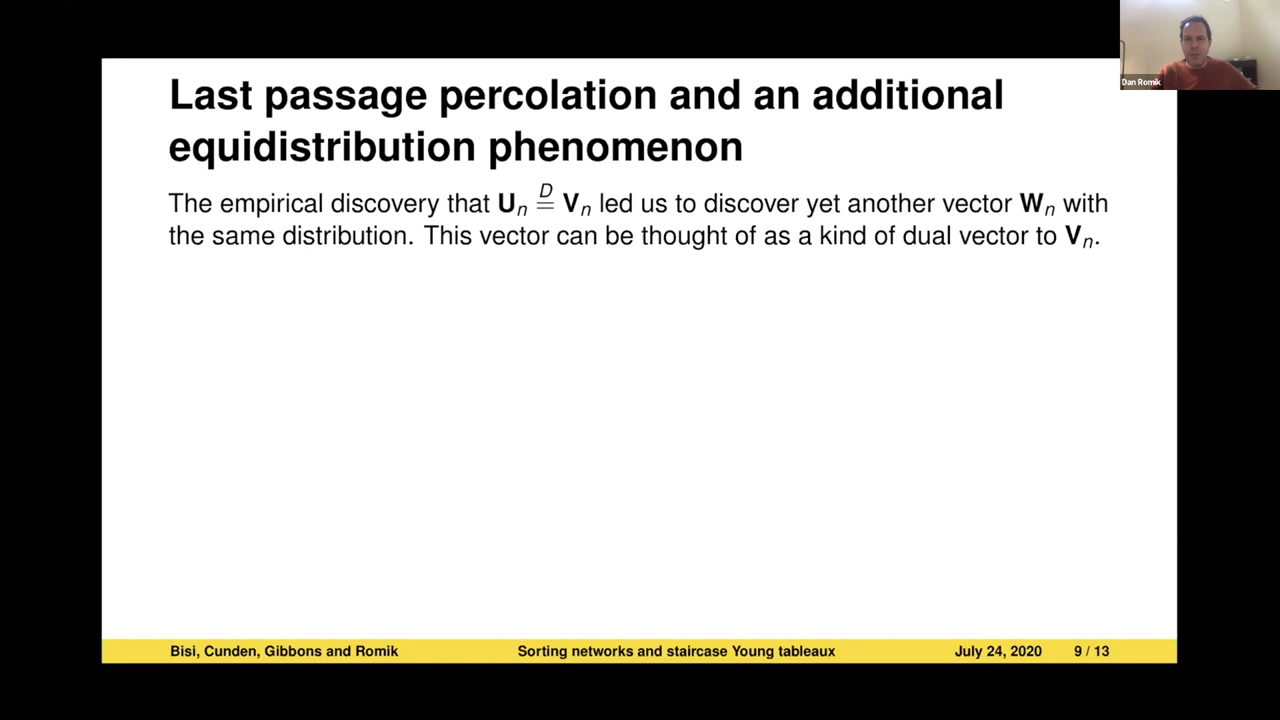 Dan Romik
Last passage percolation and an additional
equidistribution phenomenon
The empirical discovery that Uₙ D= Vₙ led us to discover yet another vector Wₙ with
the same distribution. This vector can be thought of as a kind of dual vector to Vₙ.
Bisi, Cunden, Gibbons and Romik Sorting networks and staircase Young tableaux July 24, 2020 9 / 13